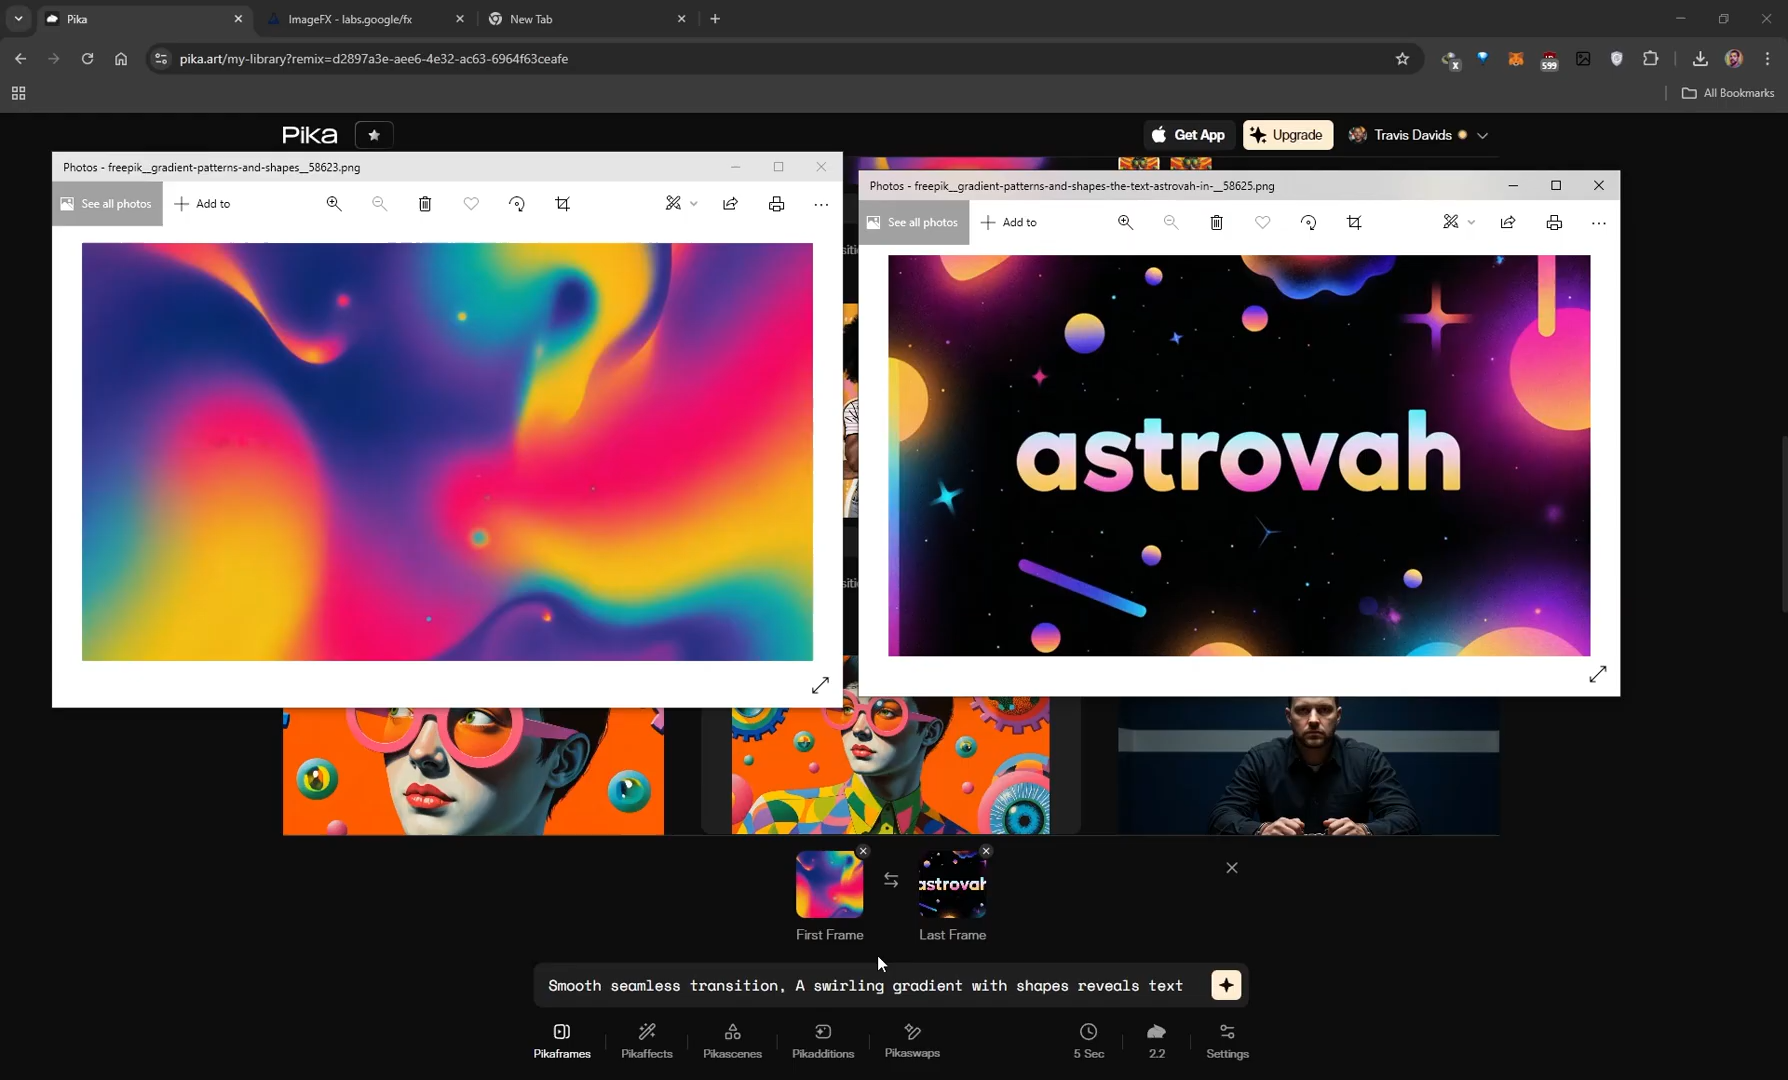 Pika
ImageFX - labs.google/fx
New Tab
pika.art/my-library?remix=d2897a3e-aee6-4e32-ac63-6964f63ceafe
x
599
All Bookmarks
Pika
Get App
Upgrade
Travis Davids
Photos - freepik__gradient-patterns-and-shapes__58623.png
See all photos
Add to
Photos - freepik__gradient-patterns-and-shapes-the-text-astrovah-in-__58625.png
See all photos
Add to
astrovah
astrovah
First Frame
Last Frame
Smooth seamless transition, A swirling gradient with shapes reveals text
Pikaframes
Pikaffects
Pikascenes
Pikadditions
Pikaswaps
5 Sec
2.2
Settings